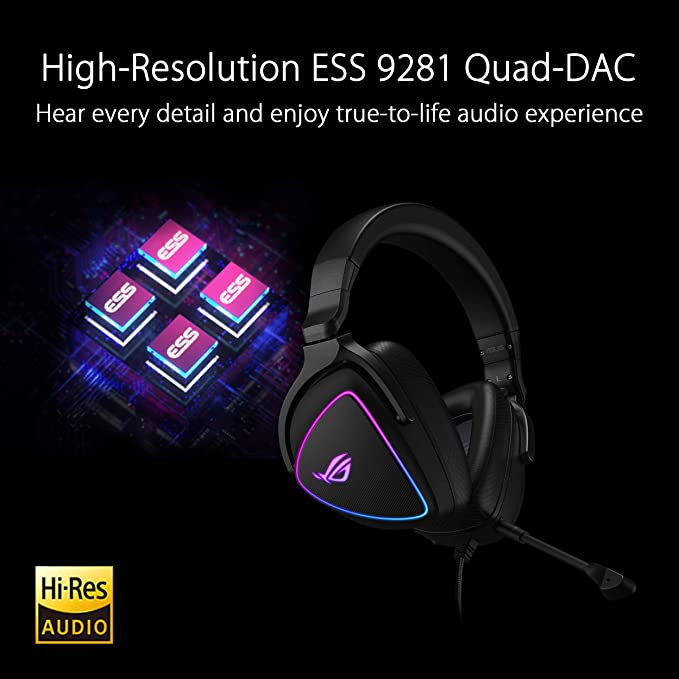 High-Resolution ESS 9281 Quad-DAC
Hear every detail and enjoy true-to-life audio experience
ESS
ESS
ESS
ESS
ASUS
L
Hi-Res
AUDIO